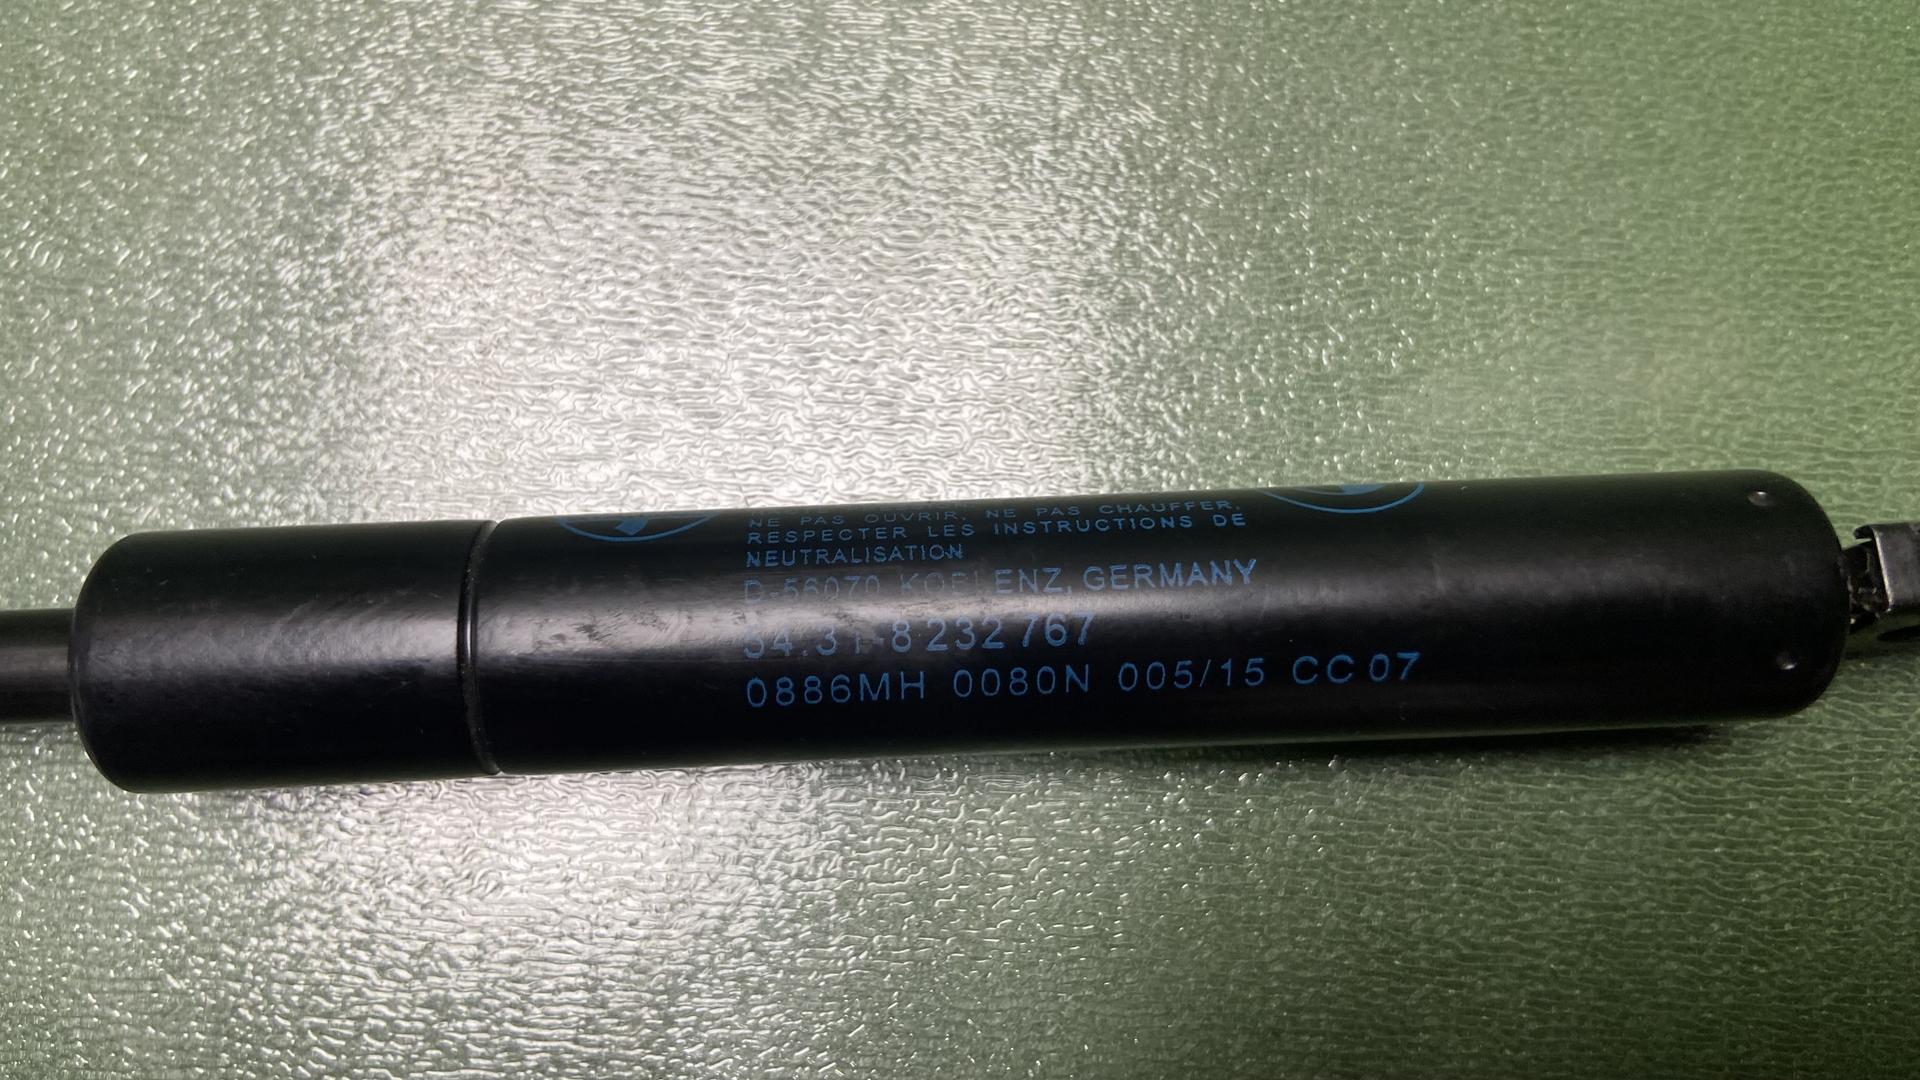 NE PAS OUVRIR, NE PAS CHAUFFER,
RESPECTER LES INSTRUCTIONS DE
NEUTRALISATION
D-56070 KOBLENZ, GERMANY
54.31-8 232 767
0886MH 0080N 005/15 CC 07